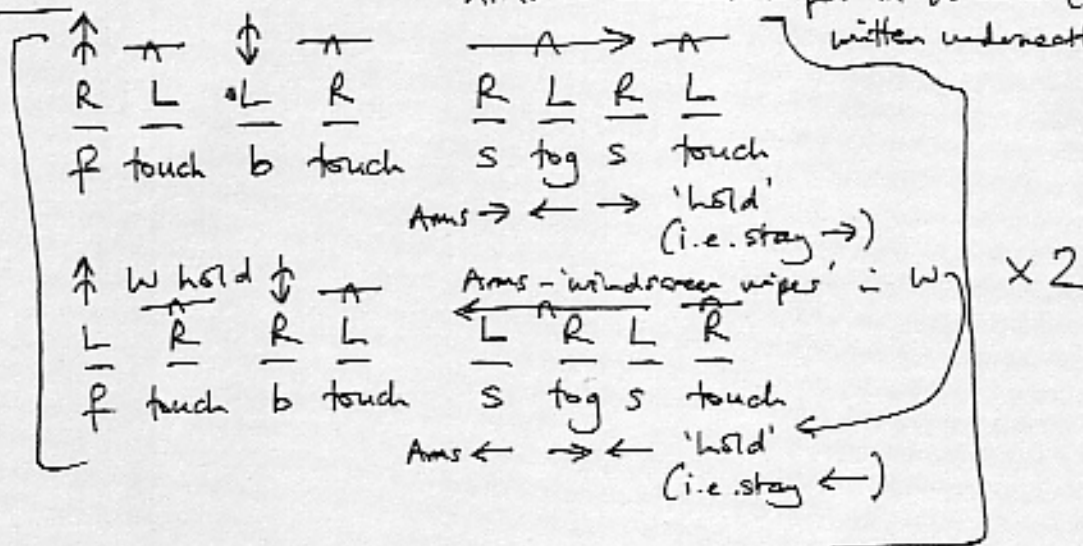 written underneath
R L L R R L R L
f touch b touch s tog s touch
Arms → ← → 'hold'
(i.e. stay →)
W hold Arms - 'windscreen wipers' in W × 2
L R R L L R L R
f touch b touch s tog s touch
Arms ← → ← 'hold'
(i.e. stay ←)